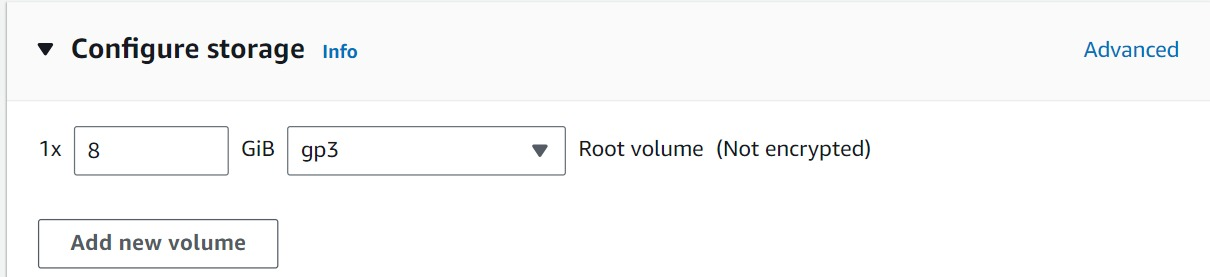 Configure storage Info Advanced
1x 8 GiB gp3 Root volume (Not encrypted)
Add new volume